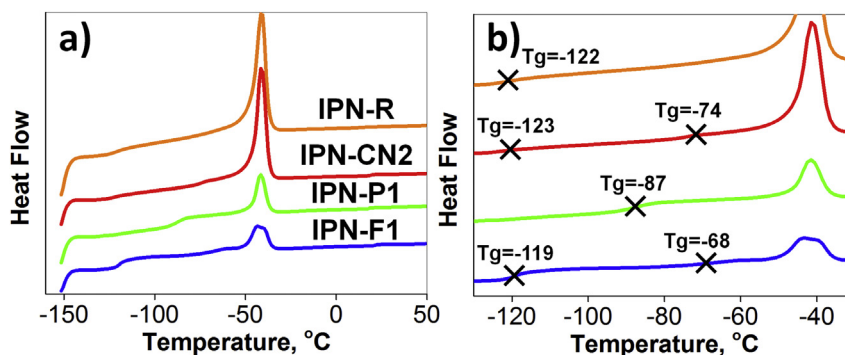 a)
Heat Flow
IPN-R
IPN-CN2
IPN-P1
IPN-F1
-150
-100
-50
0
50
Temperature, °C
b)
Heat Flow
Tg=-122
Tg=-123
Tg=-74
Tg=-87
Tg=-119
Tg=-68
-120
-100
-80
-60
-40
Temperature, °C